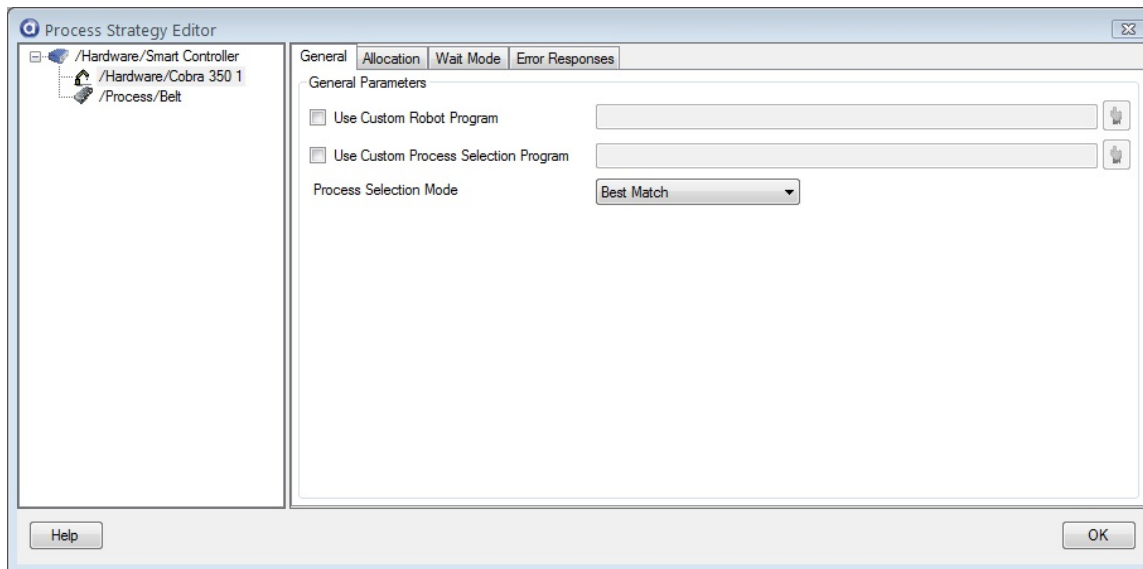 Process Strategy Editor
/Hardware/Smart Controller
/Hardware/Cobra 350 1
/Process/Belt
General Allocation Wait Mode Error Responses
General Parameters
Use Custom Robot Program
Use Custom Process Selection Program
Process Selection Mode Best Match
Help OK